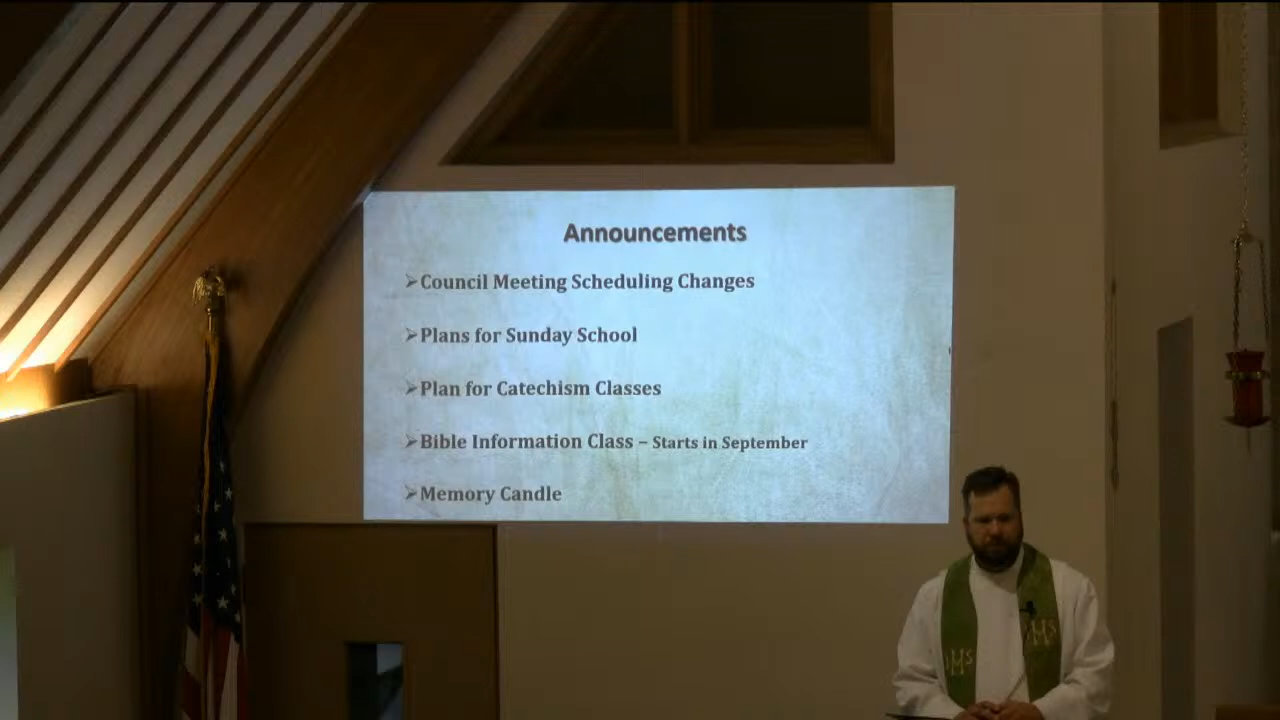 Announcements
➢Council Meeting Scheduling Changes
➢Plans for Sunday School
➢Plan for Catechism Classes
➢Bible Information Class – Starts in September
➢Memory Candle
IHS
IHS